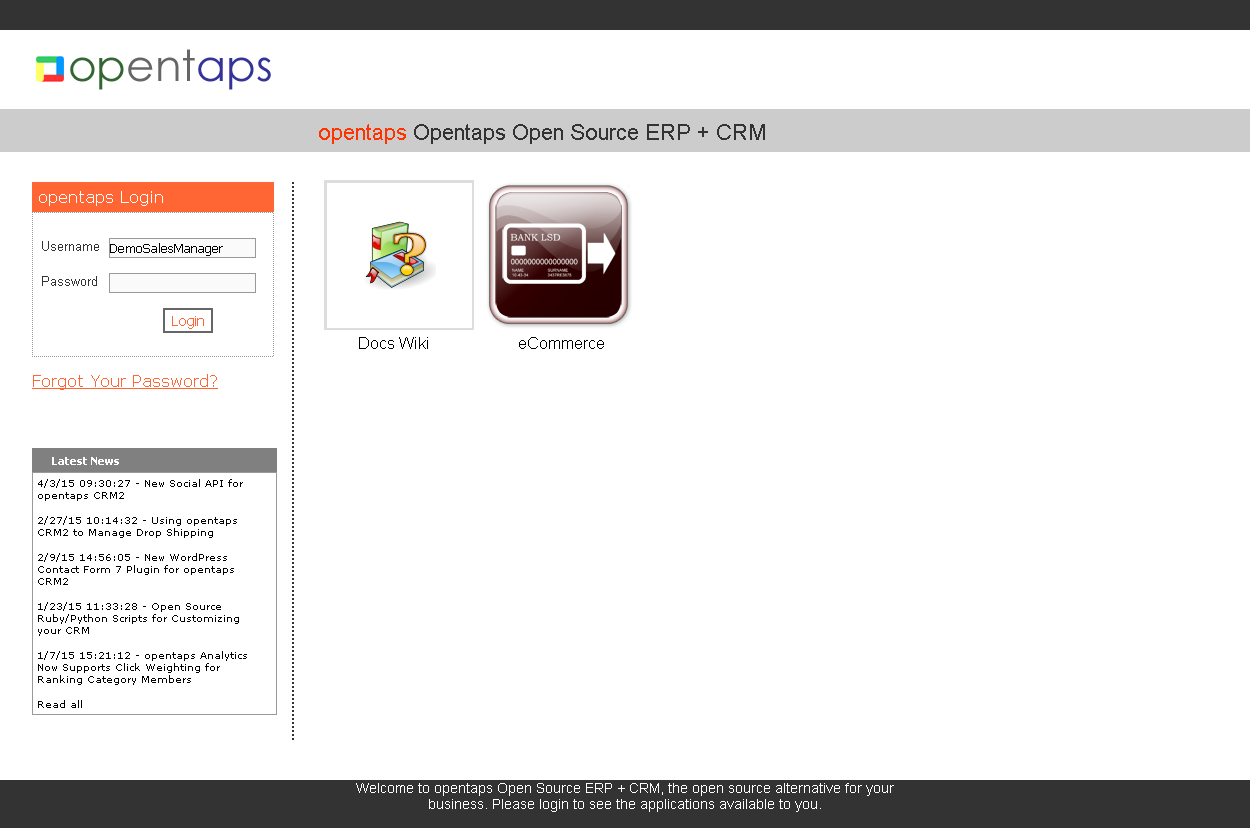 opentaps
opentaps Opentaps Open Source ERP + CRM
opentaps Login
Username DemoSalesManager
Password
Login
Forgot Your Password?
Latest News
4/3/15 09:30:27 - New Social API for
opentaps CRM2
2/27/15 10:14:32 - Using opentaps
CRM2 to Manage Drop Shipping
2/9/15 14:56:05 - New WordPress
Contact Form 7 Plugin for opentaps
CRM2
1/23/15 11:33:28 - Open Source
Ruby/Python Scripts for Customizing
your CRM
1/7/15 15:21:12 - opentaps Analytics
Now Supports Click Weighting for
Ranking Category Members
Read all
Docs Wiki
BANK LSD
NAME SURNAME
eCommerce
Welcome to opentaps Open Source ERP + CRM, the open source alternative for your
business. Please login to see the applications available to you.